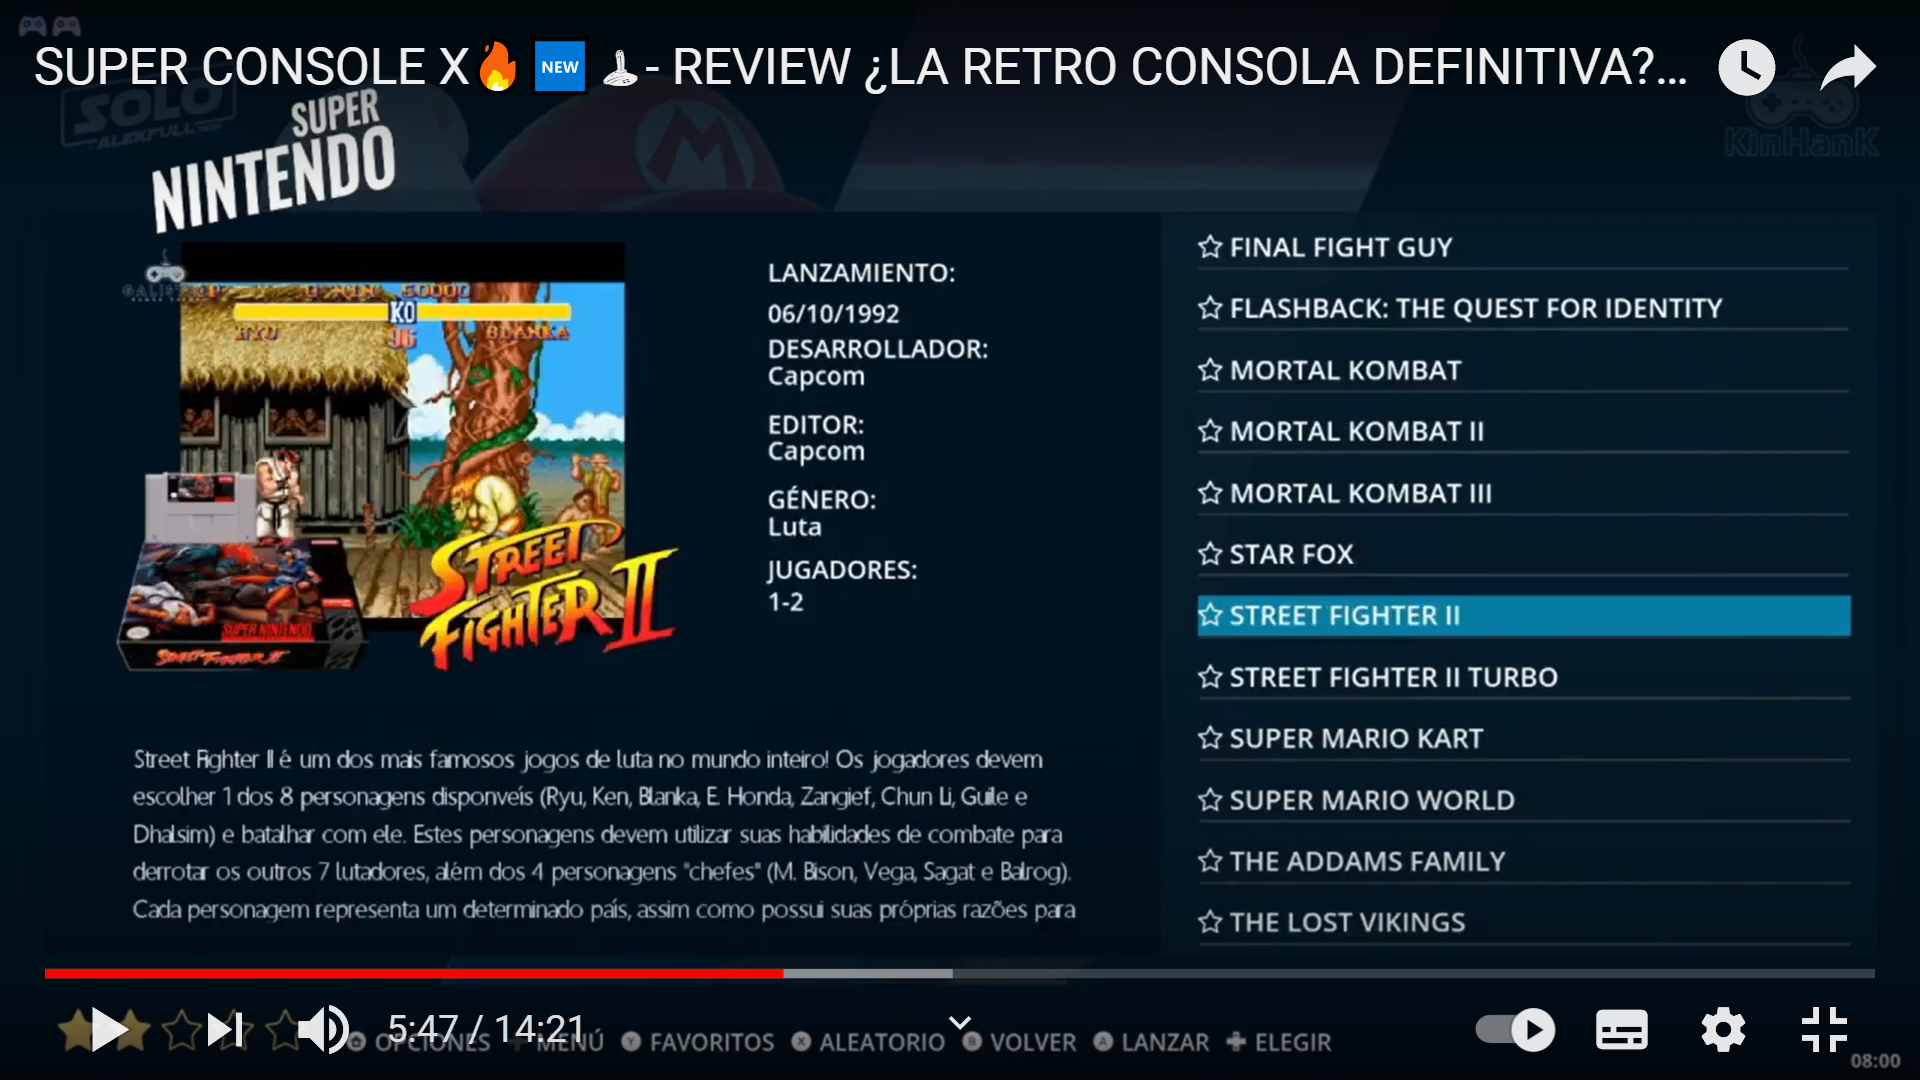 SUPER CONSOLE X🔥🆕🕹- REVIEW ¿LA RETRO CONSOLA DEFINITIVA?...
SOLO
ALEXFULL
KinHanK
SUPER
NINTENDO
LANZAMIENTO:
06/10/1992
DESARROLLADOR:
Capcom
EDITOR:
Capcom
GÉNERO:
Luta
JUGADORES:
1-2
50000
KO
RYU
96
BLANKA
SUPER NINTENDO
STREET FIGHTER II
STREET
FIGHTER II
Street Fighter II é um dos mais famosos jogos de luta no mundo inteiro! Os jogadores devem
escolher 1 dos 8 personagens disponveís (Ryu, Ken, Blanka, E. Honda, Zangief, Chun Li, Guile e
Dhalsim) e batalhar com ele. Estes personagens devem utilizar suas habilidades de combate para
derrotar os outros 7 lutadores, além dos 4 personagens "chefes" (M. Bison, Vega, Sagat e Balrog).
Cada personagem representa um determinado país, assim como possui suas próprias razões para
FINAL FIGHT GUY
FLASHBACK: THE QUEST FOR IDENTITY
MORTAL KOMBAT
MORTAL KOMBAT II
MORTAL KOMBAT III
STAR FOX
STREET FIGHTER II
STREET FIGHTER II TURBO
SUPER MARIO KART
SUPER MARIO WORLD
THE ADDAMS FAMILY
THE LOST VIKINGS
5:47 / 14:21
OPCIONES MENÚ Y FAVORITOS X ALEATORIO B VOLVER A LANZAR ELEGIR
08:00